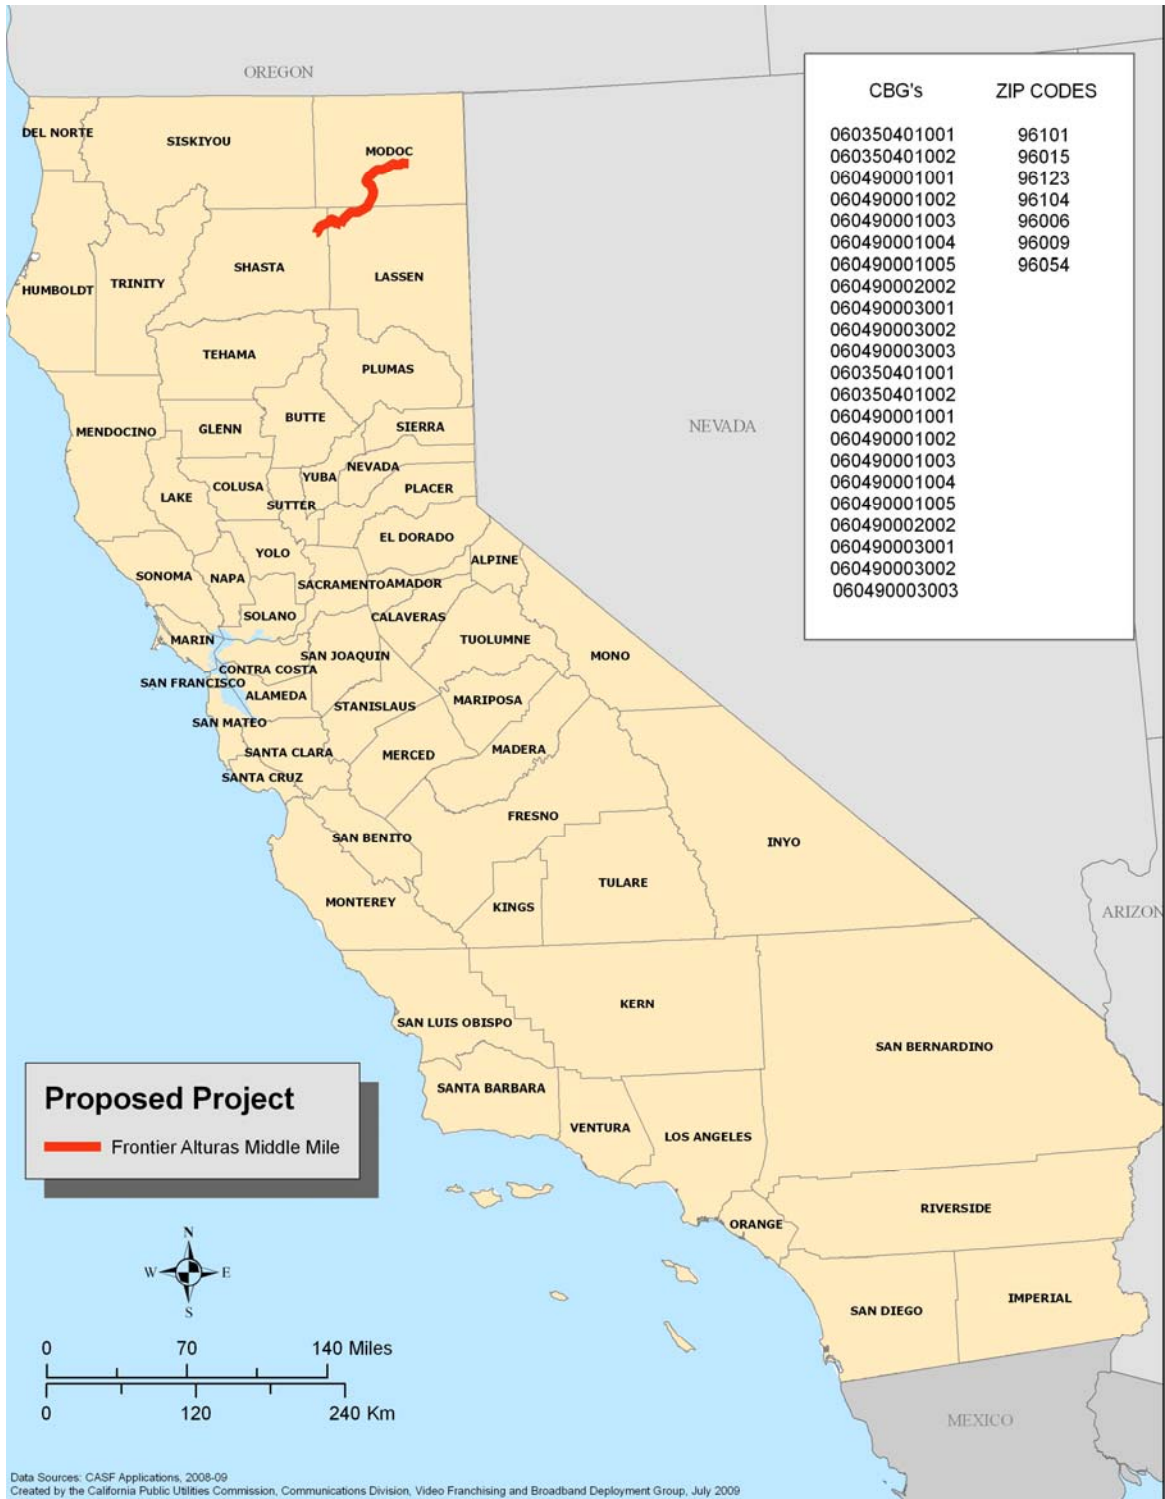 OREGON
CBG's ZIP CODES
060350401001 96101
060350401002 96015
060490001001 96123
060490001002 96104
060490001003 96006
060490001004 96009
060490001005 96054
060490002002
060490003001
060490003002
060490003003
060350401001
060350401002
060490001001
060490001002
060490001003
060490001004
060490001005
060490002002
060490003001
060490003002
060490003003
DEL NORTE
SISKIYOU
MODOC
SHASTA
LASSEN
HUMBOLDT
TRINITY
TEHAMA
PLUMAS
MENDOCINO
GLENN
BUTTE
SIERRA
NEVADA
NEVADA
LAKE
COLUSA
YUBA
SUTTER
PLACER
EL DORADO
YOLO
ALPINE
SONOMA
NAPA
SACRAMENTO
AMADOR
SOLANO
CALAVERAS
MARIN
TUOLUMNE
SAN JOAQUIN
MONO
CONTRA COSTA
SAN FRANCISCO
ALAMEDA
STANISLAUS
MARIPOSA
SAN MATEO
SANTA CLARA
MERCED
MADERA
SANTA CRUZ
FRESNO
SAN BENITO
INYO
TULARE
MONTEREY
KINGS
ARIZON
KERN
SAN LUIS OBISPO
SAN BERNARDINO
SANTA BARBARA
VENTURA
LOS ANGELES
ORANGE
RIVERSIDE
SAN DIEGO
IMPERIAL
MEXICO
Proposed Project
Frontier Alturas Middle Mile
N
W E
S
0 70 140 Miles
0 120 240 Km
Data Sources: CASF Applications, 2008-09
Created by the California Public Utilities Commission, Communications Division, Video Franchising and Broadband Deployment Group, July 2009